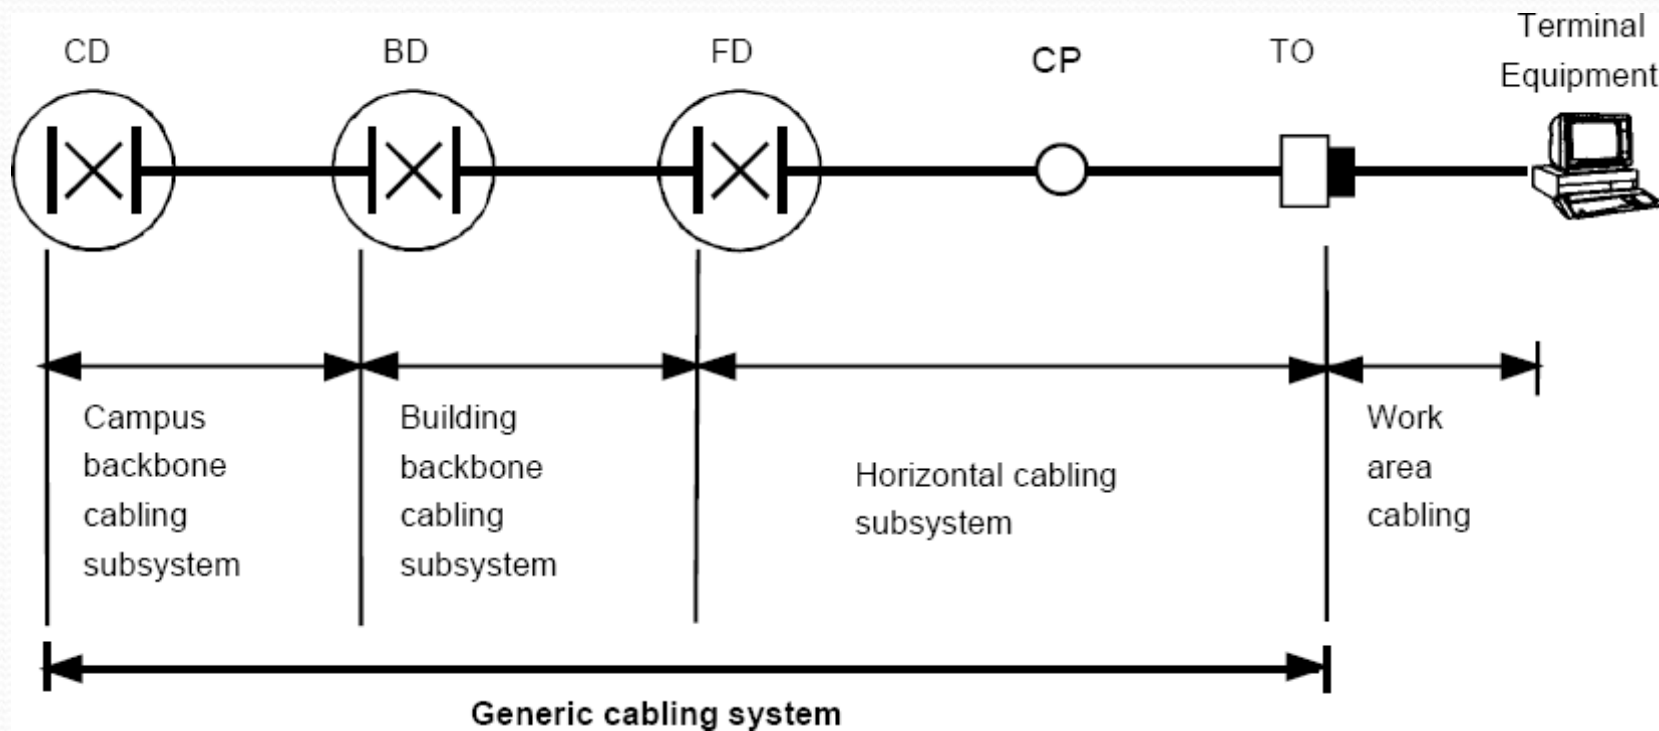 CD
BD
FD
CP
TO
Terminal
Equipment
Campus
backbone
cabling
subsystem
Building
backbone
cabling
subsystem
Horizontal cabling
subsystem
Work
area
cabling
Generic cabling system